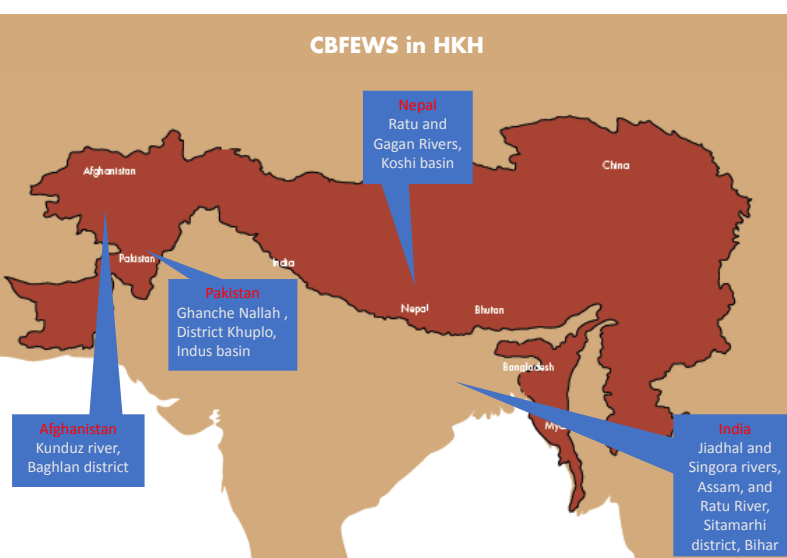 CBFEWS in HKH
Nepal
Ratu and
Gagan Rivers,
Koshi basin
Afghanistan
China
Pakistan
India
Pakistan
Ghanche Nallah ,
District Khuplo,
Indus basin
Nepal
Bhutan
Bangladesh
Afghanistan
Kunduz river,
Baghlan district
Mya
India
Jiadhal and
Singora rivers,
Assam, and
Ratu River,
Sitamarhi
district, Bihar